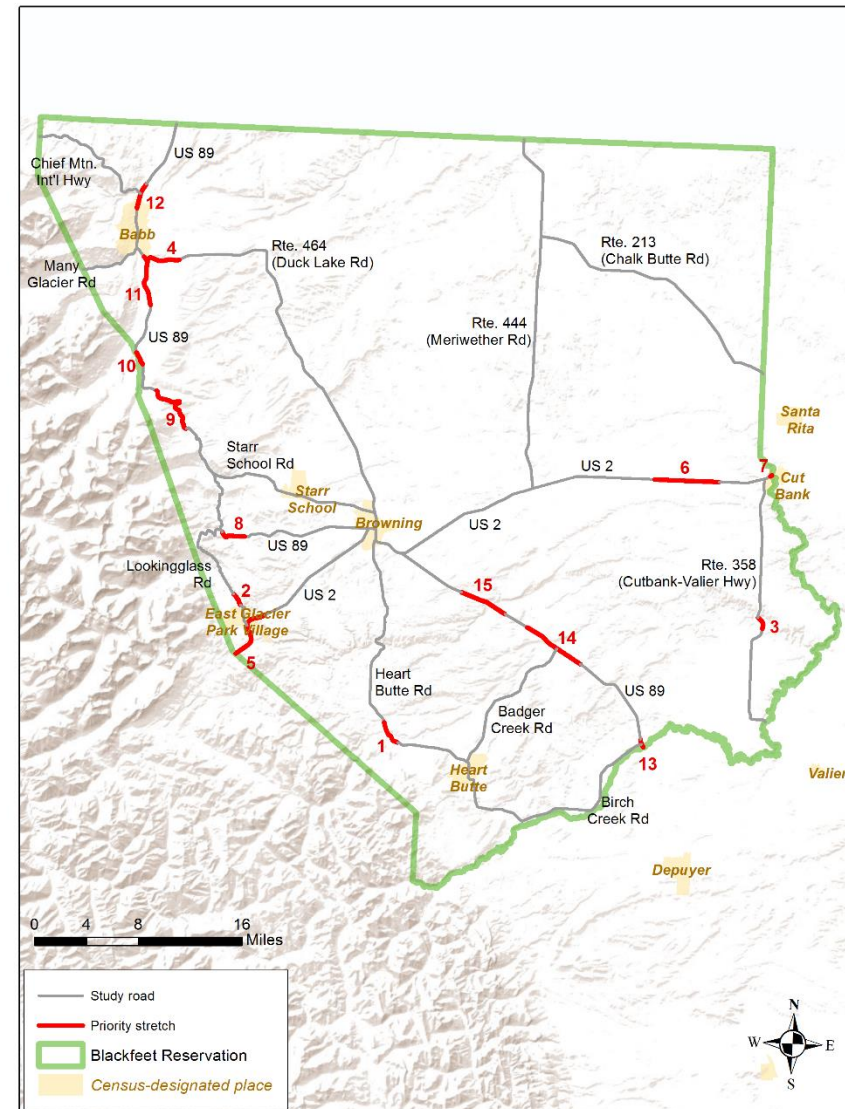 US 89
Chief Mtn.
Int'l Hwy
12
Babb
4
Rte. 464
(Duck Lake Rd)
Rte. 213
(Chalk Butte Rd)
Many
Glacier Rd
11
Rte. 444
(Meriwether Rd)
US 89
10
9
Santa
Rita
Starr
School Rd
US 2
6
7
Cut
Bank
Starr
School
Browning
8
US 89
US 2
Lookingglass
Rd
US 2
Rte. 358
(Cutbank-Valier Hwy)
2
15
East Glacier
Park Village
3
14
5
Heart
Butte Rd
US 89
Badger
Creek Rd
1
13
Heart
Butte
Valier
Birch
Creek Rd
Depuyer
0 4 8 16
Miles
Study road
Priority stretch
Blackfeet Reservation
Census-designated place
N
W E
S